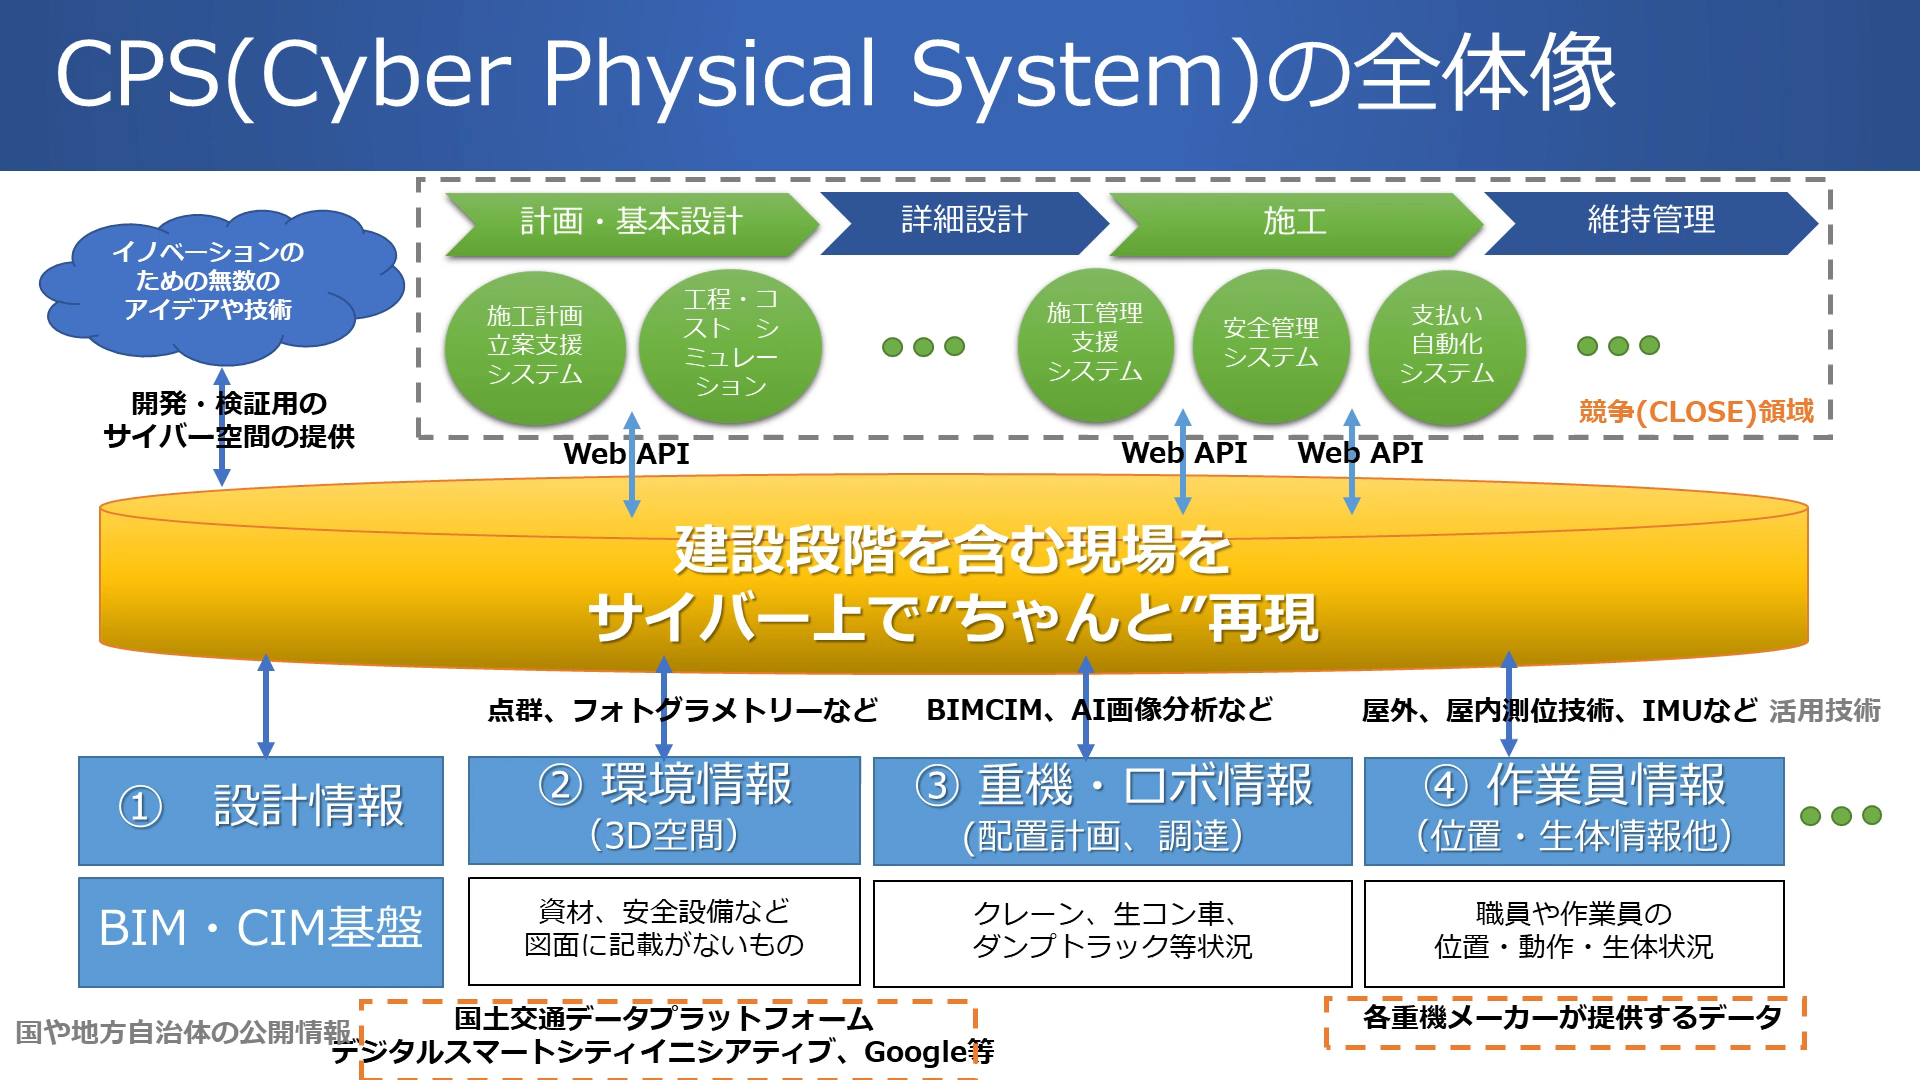 CPS(Cyber Physical System)の全体像
計画・基本設計
詳細設計
施工
維持管理
イノベーションの
ための無数の
アイデアや技術
施工計画
立案支援
システム
工程・コ
スト　シ
ミュレー
ション
施工管理
支援
システム
安全管理
システム
支払い
自動化
システム
競争(CLOSE)領域
開発・検証用の
サイバー空間の提供
Web API
Web API
Web API
建設段階を含む現場を
サイバー上で”ちゃんと”再現
点群、フォトグラメトリーなど
BIMCIM、AI画像分析など
屋外、屋内測位技術、IMUなど
活用技術
①　設計情報
② 環境情報
（3D空間）
③ 重機・ロボ情報
(配置計画、調達）
④ 作業員情報
（位置・生体情報他）
BIM・CIM基盤
資材、安全設備など
図面に記載がないもの
クレーン、生コン車、
ダンプトラック等状況
職員や作業員の
位置・動作・生体状況
国や地方自治体の公開情報
国土交通データプラットフォーム
デジタルスマートシティイニシアティブ、Google等
各重機メーカーが提供するデータ